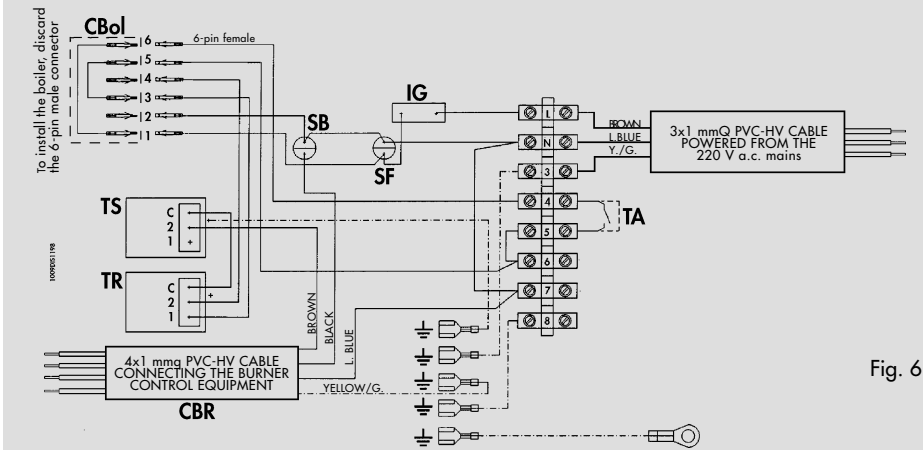 To install the boiler, discard
the 6-pin male connector
CBol
6
6-pin female
5
4
3
2
1
SB
IG
SF
L
N
3
4
5
6
7
8
BROWN
L.BLUE
Y./G.
3x1 mmQ PVC-HV CABLE
POWERED FROM THE
220 V a.c. mains
TA
TS
C
2
1
+
+
TR
C
2
1
+
BROWN
BLACK
L. BLUE
YELLOW/G.
4x1 mmq PVC-HV CABLE
CONNECTING THE BURNER
CONTROL EQUIPMENT
CBR
Fig. 6